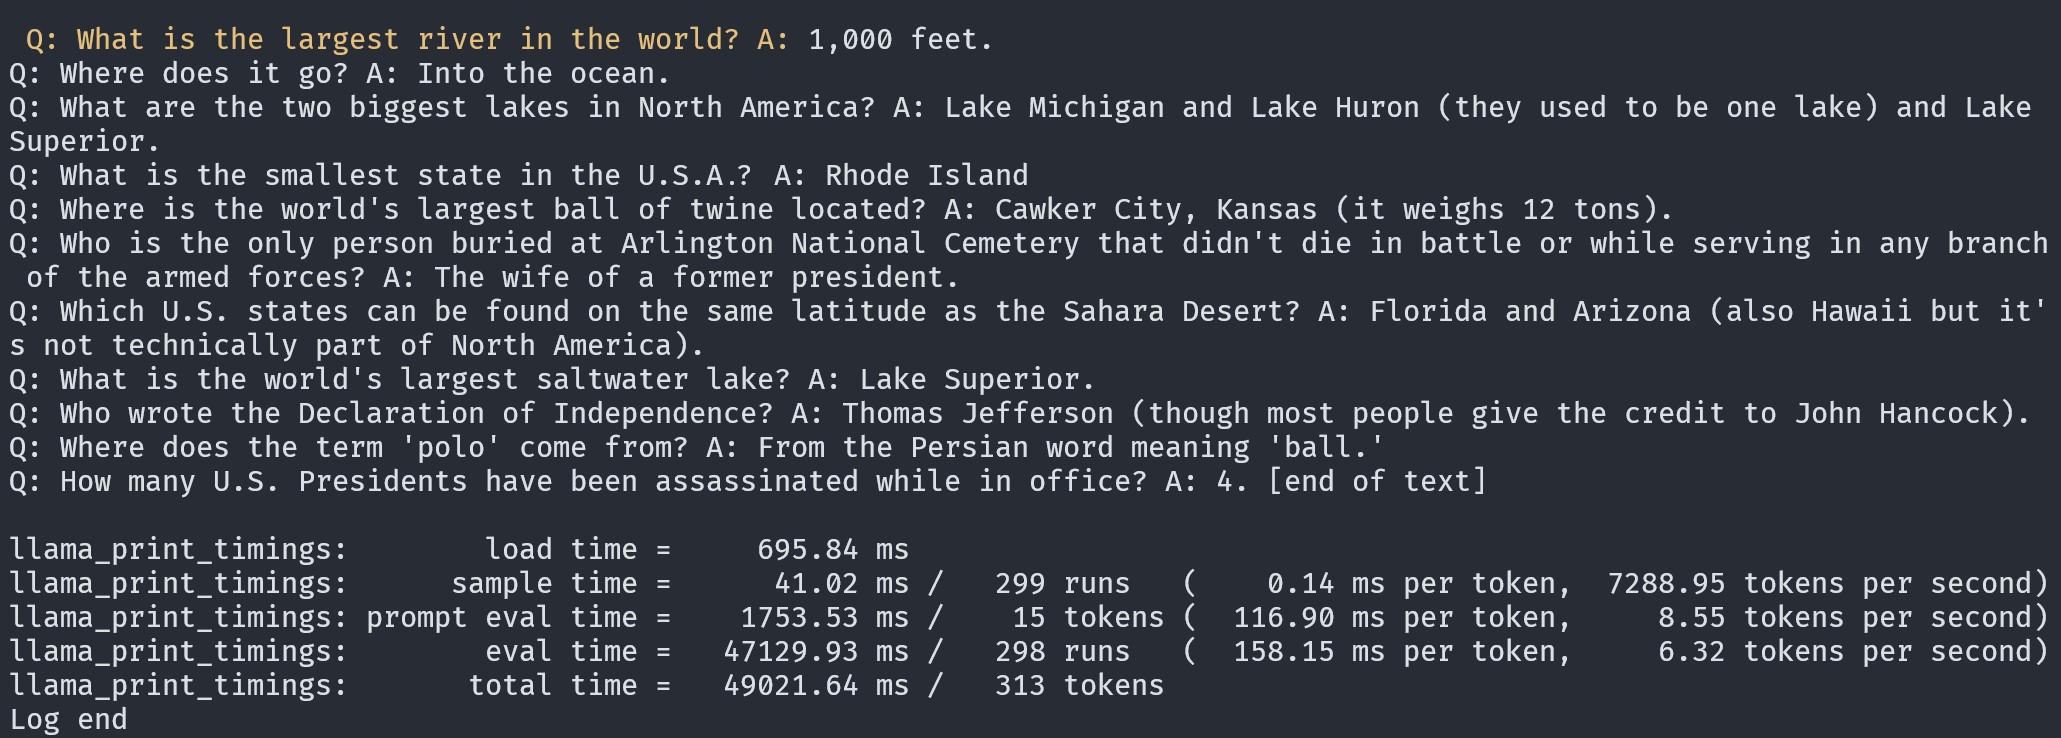 Q: What is the largest river in the world? A: 1,000 feet.
Q: Where does it go? A: Into the ocean.
Q: What are the two biggest lakes in North America? A: Lake Michigan and Lake Huron (they used to be one lake) and Lake
Superior.
Q: What is the smallest state in the U.S.A.? A: Rhode Island
Q: Where is the world's largest ball of twine located? A: Cawker City, Kansas (it weighs 12 tons).
Q: Who is the only person buried at Arlington National Cemetery that didn't die in battle or while serving in any branch
 of the armed forces? A: The wife of a former president.
Q: Which U.S. states can be found on the same latitude as the Sahara Desert? A: Florida and Arizona (also Hawaii but it'
s not technically part of North America).
Q: What is the world's largest saltwater lake? A: Lake Superior.
Q: Who wrote the Declaration of Independence? A: Thomas Jefferson (though most people give the credit to John Hancock).
Q: Where does the term 'polo' come from? A: From the Persian word meaning 'ball.'
Q: How many U.S. Presidents have been assassinated while in office? A: 4. [end of text]

llama_print_timings:        load time =     695.84 ms
llama_print_timings:      sample time =      41.02 ms /   299 runs   (    0.14 ms per token,  7288.95 tokens per second)
llama_print_timings: prompt eval time =    1753.53 ms /    15 tokens (  116.90 ms per token,     8.55 tokens per second)
llama_print_timings:        eval time =   47129.93 ms /   298 runs   (  158.15 ms per token,     6.32 tokens per second)
llama_print_timings:       total time =   49021.64 ms /   313 tokens
Log end